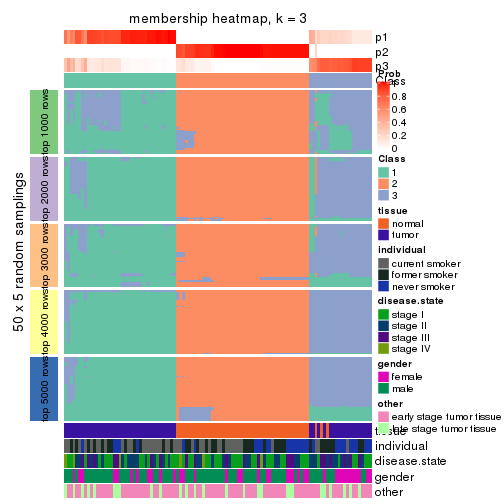 membership heatmap, k = 3
p1
p2
p3
Class
50 x 5 random samplings
top 1000 rows
top 2000 rows
top 3000 rows
top 4000 rows
top 5000 rows
tissue
individual
disease.state
gender
other
Prob
1
0.8
0.6
0.4
0.2
0
Class
1
2
3
tissue
normal
tumor
individual
current smoker
former smoker
never smoker
disease.state
stage I
stage II
stage III
stage IV
gender
female
male
other
early stage tumor tissue
late stage tumor tissue